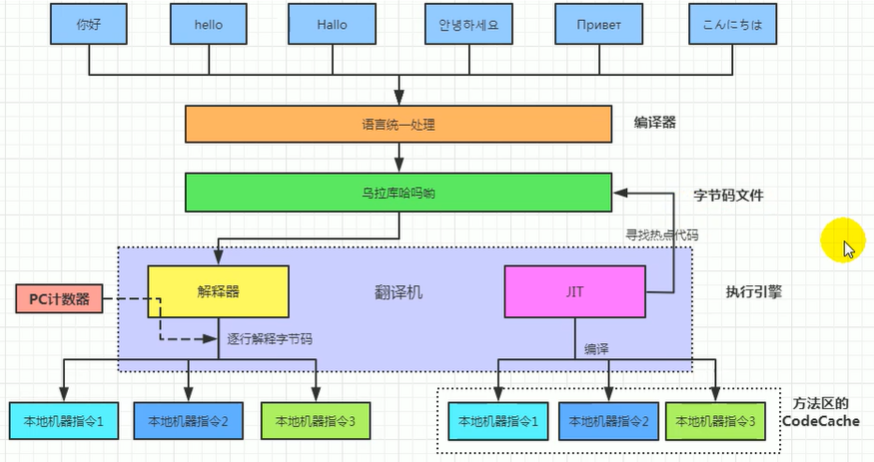 你好
hello
Hallo
안녕하세요
Привет
こんにちは
语言统一处理
编译器
乌拉库哈吗哟
字节码文件
寻找热点代码
解释器
翻译机
JIT
执行引擎
PC计数器
逐行解释字节码
编译
本地机器指令1
本地机器指令2
本地机器指令3
本地机器指令1
本地机器指令2
本地机器指令3
方法区的
CodeCache